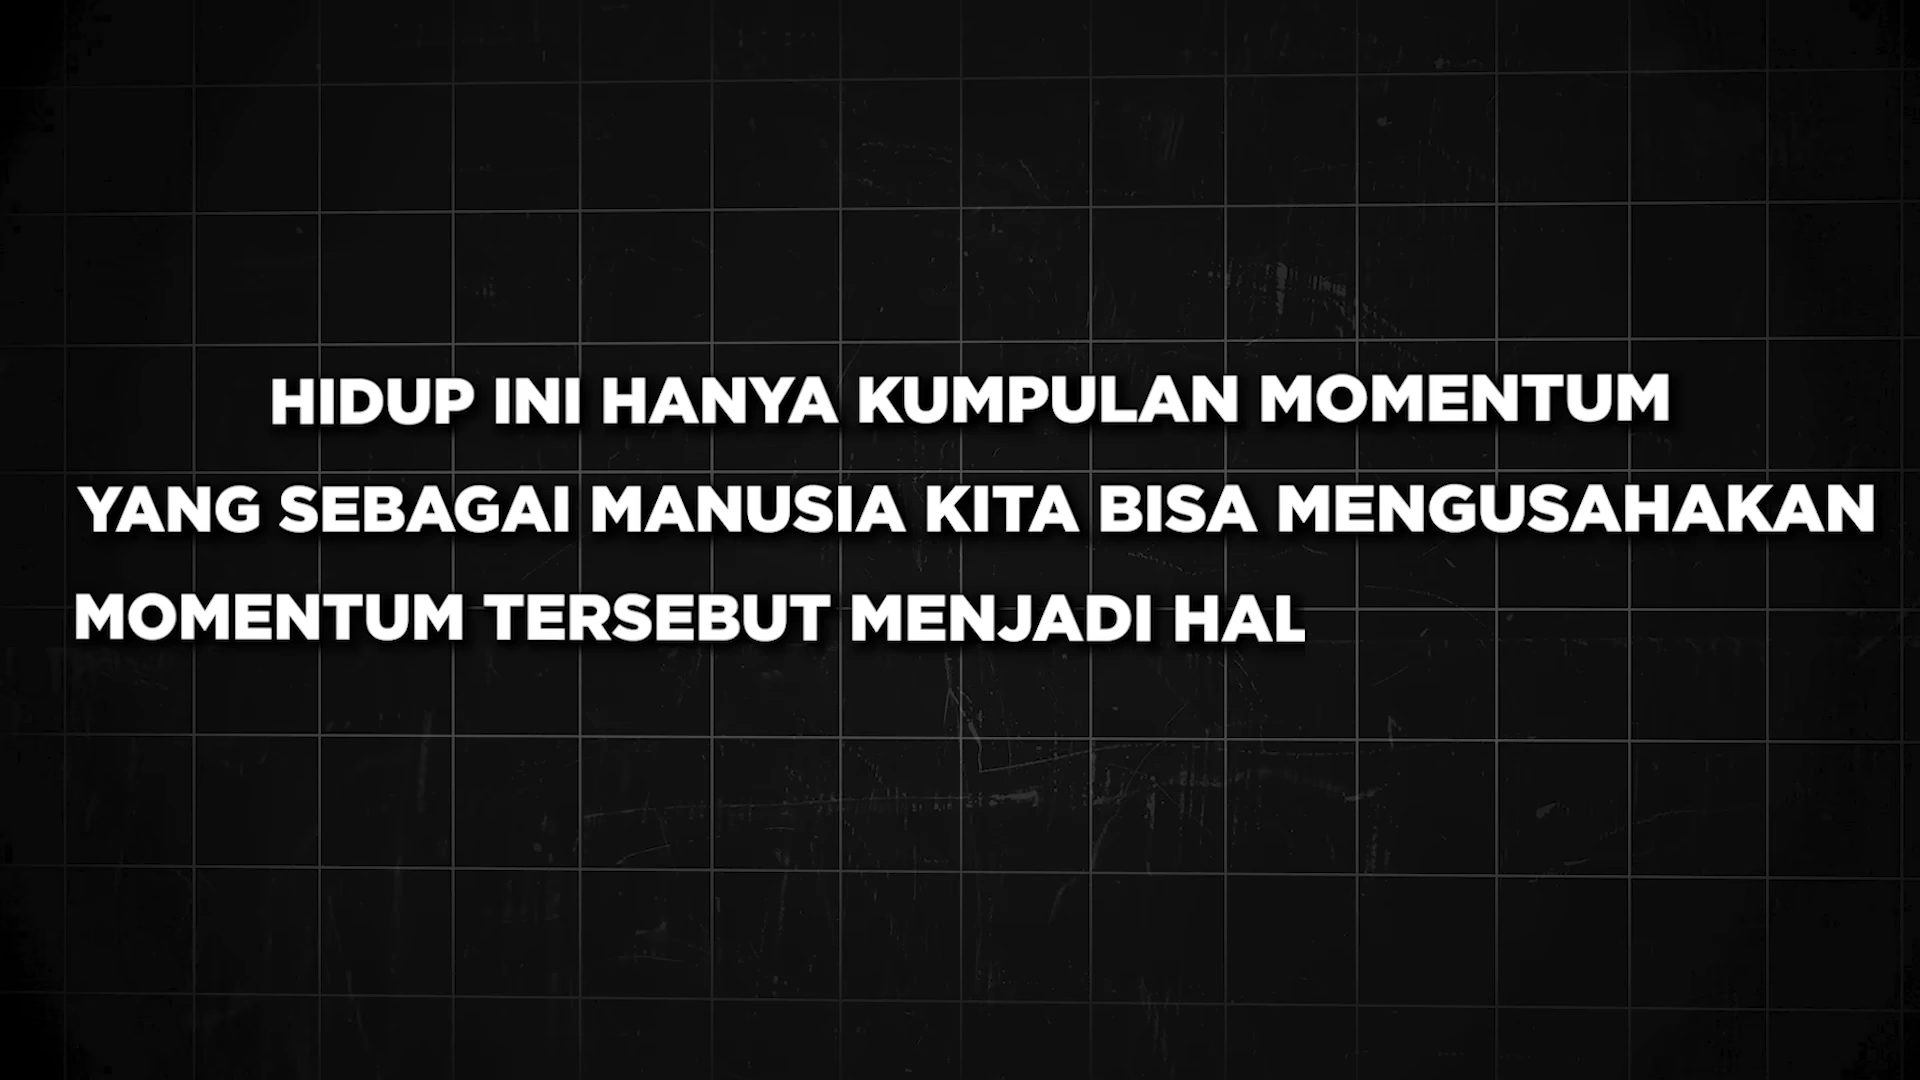 HIDUP INI HANYA KUMPULAN MOMENTUM
YANG SEBAGAI MANUSIA KITA BISA MENGUSAHAKAN
MOMENTUM TERSEBUT MENJADI HAL